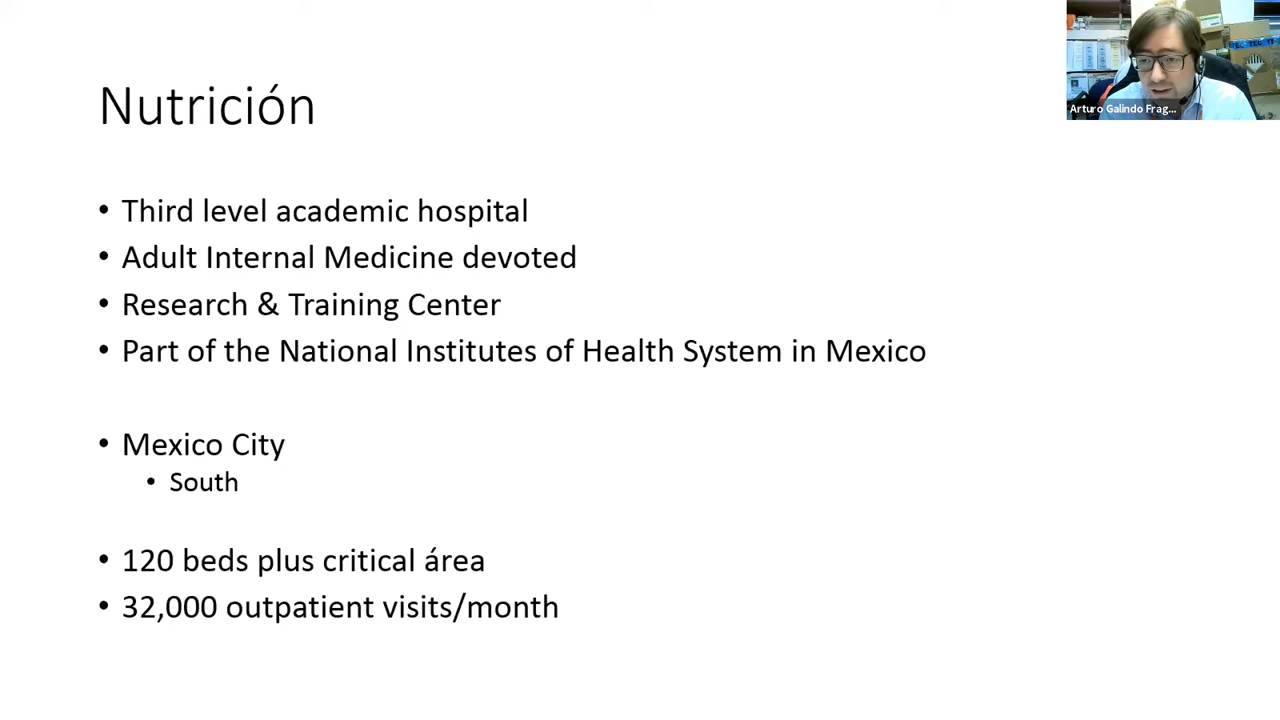 Nutrición
Arturo Galindo Frag...
• Third level academic hospital
• Adult Internal Medicine devoted
• Research & Training Center
• Part of the National Institutes of Health System in Mexico
• Mexico City
• South
• 120 beds plus critical área
• 32,000 outpatient visits/month